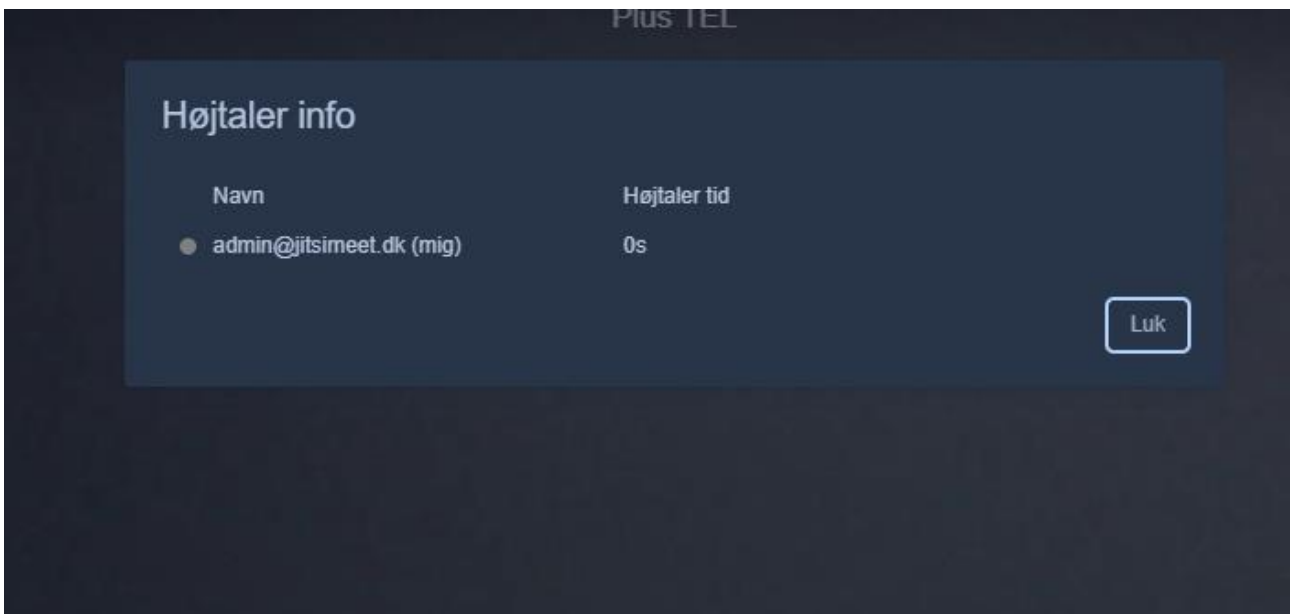 Plus TEL
Højtaler info
Navn Højtaler tid
admin@jitsimeet.dk (mig) 0s
Luk